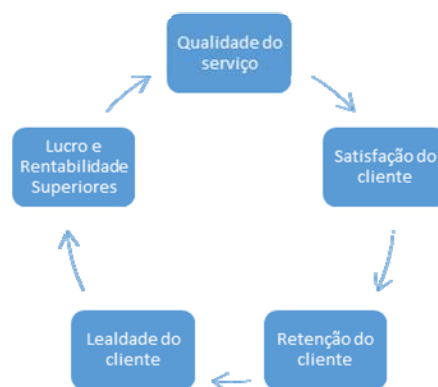 Qualidade do
serviço
Satisfação do
cliente
Retenção do
cliente
Lealdade do
cliente
Lucro e
Rentabilidade
Superiores